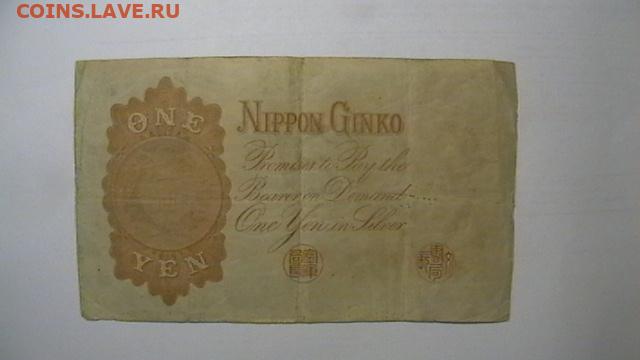 COINS.LAVE.RU
ONE
YEN
NIPPON GINKO
Promises to Pay the
Bearer on Demand
One Yen in Silver